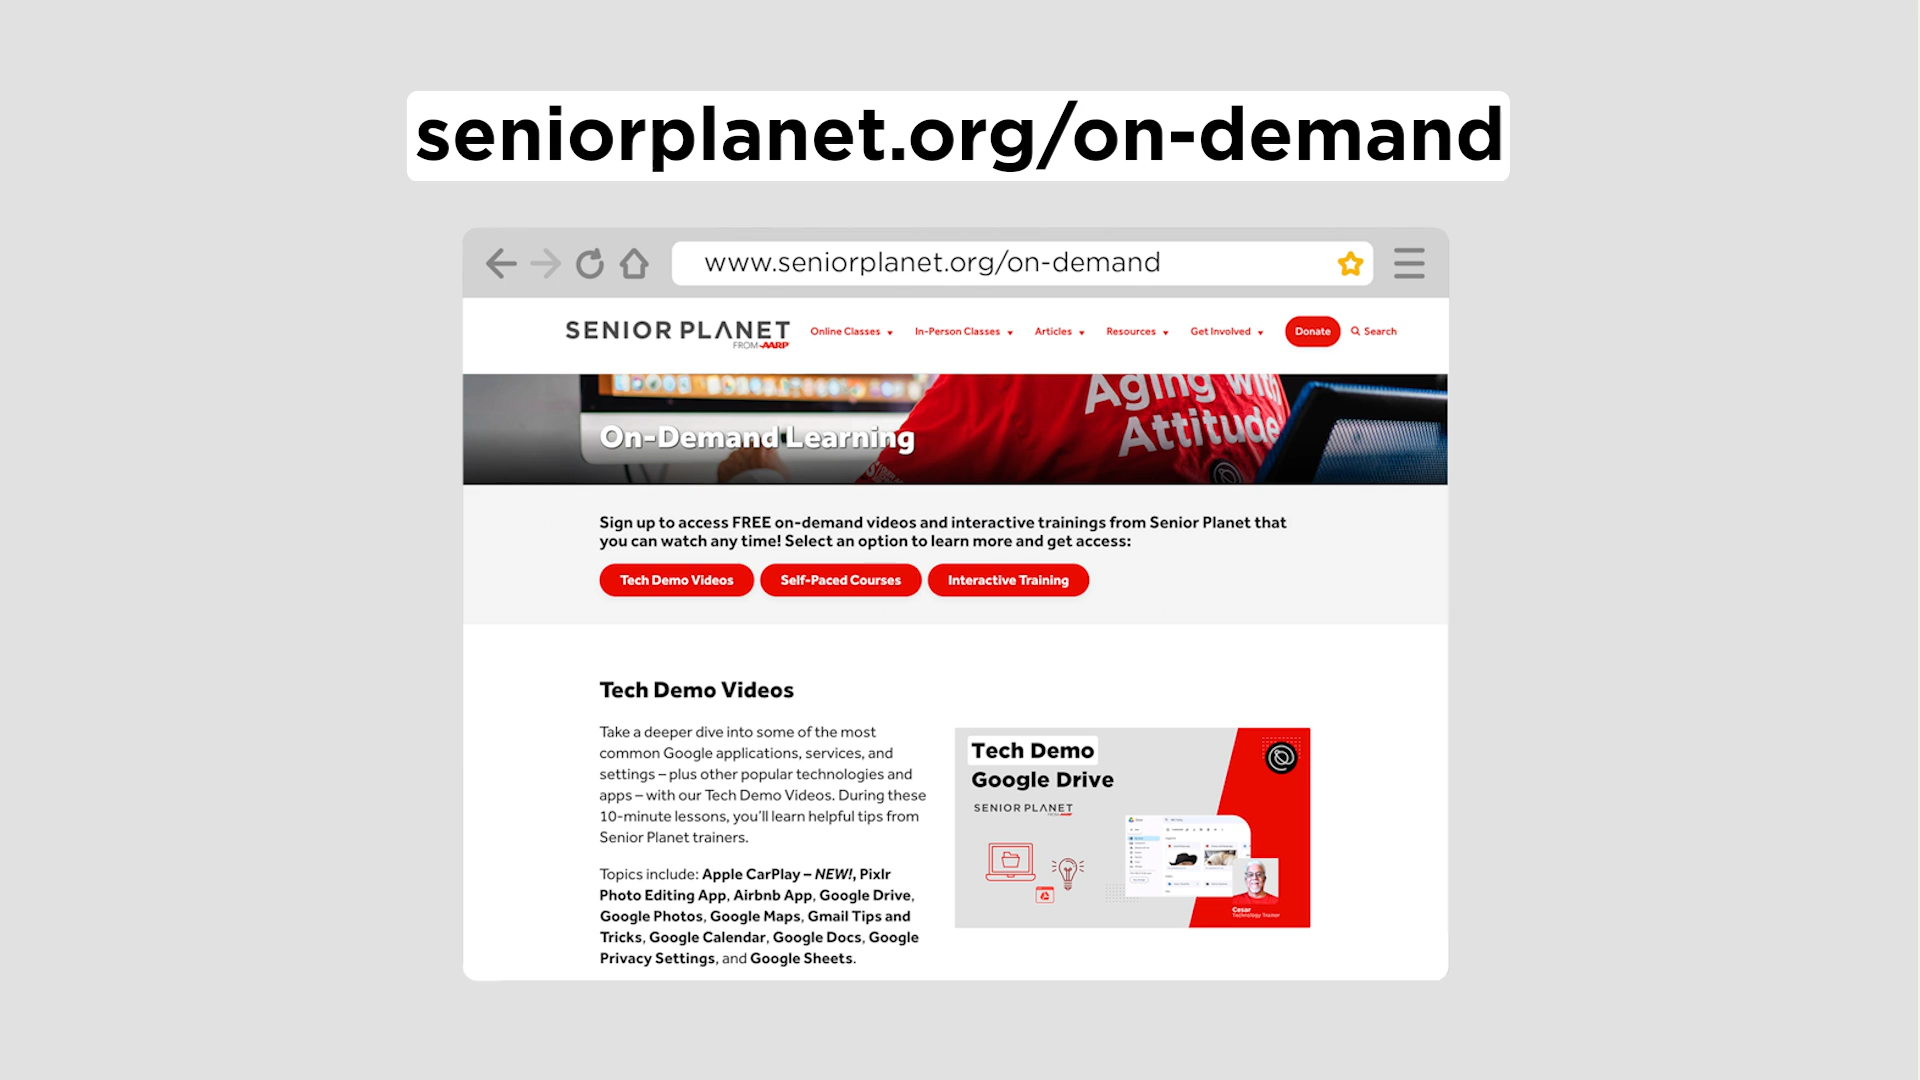 seniorplanet.org/on-demand
www.seniorplanet.org/on-demand
SENIOR PLANET
FROM AARP
Online Classes
In-Person Classes
Articles
Resources
Get Involved
Donate
Search
Aging with
Attitude
On-Demand Learning
Sign up to access FREE on-demand videos and interactive trainings from Senior Planet that
you can watch any time! Select an option to learn more and get access:
Tech Demo Videos
Self-Paced Courses
Interactive Training
Tech Demo Videos
Take a deeper dive into some of the most
common Google applications, services, and
settings – plus other popular technologies and
apps – with our Tech Demo Videos. During these
10-minute lessons, you'll learn helpful tips from
Senior Planet trainers.
Topics include: Apple CarPlay – NEW!, Pixlr
Photo Editing App, Airbnb App, Google Drive,
Google Photos, Google Maps, Gmail Tips and
Tricks, Google Calendar, Google Docs, Google
Privacy Settings, and Google Sheets.
Tech Demo
Google Drive
SENIOR PLANET
FROM AARP
Cesar
Technology Trainer